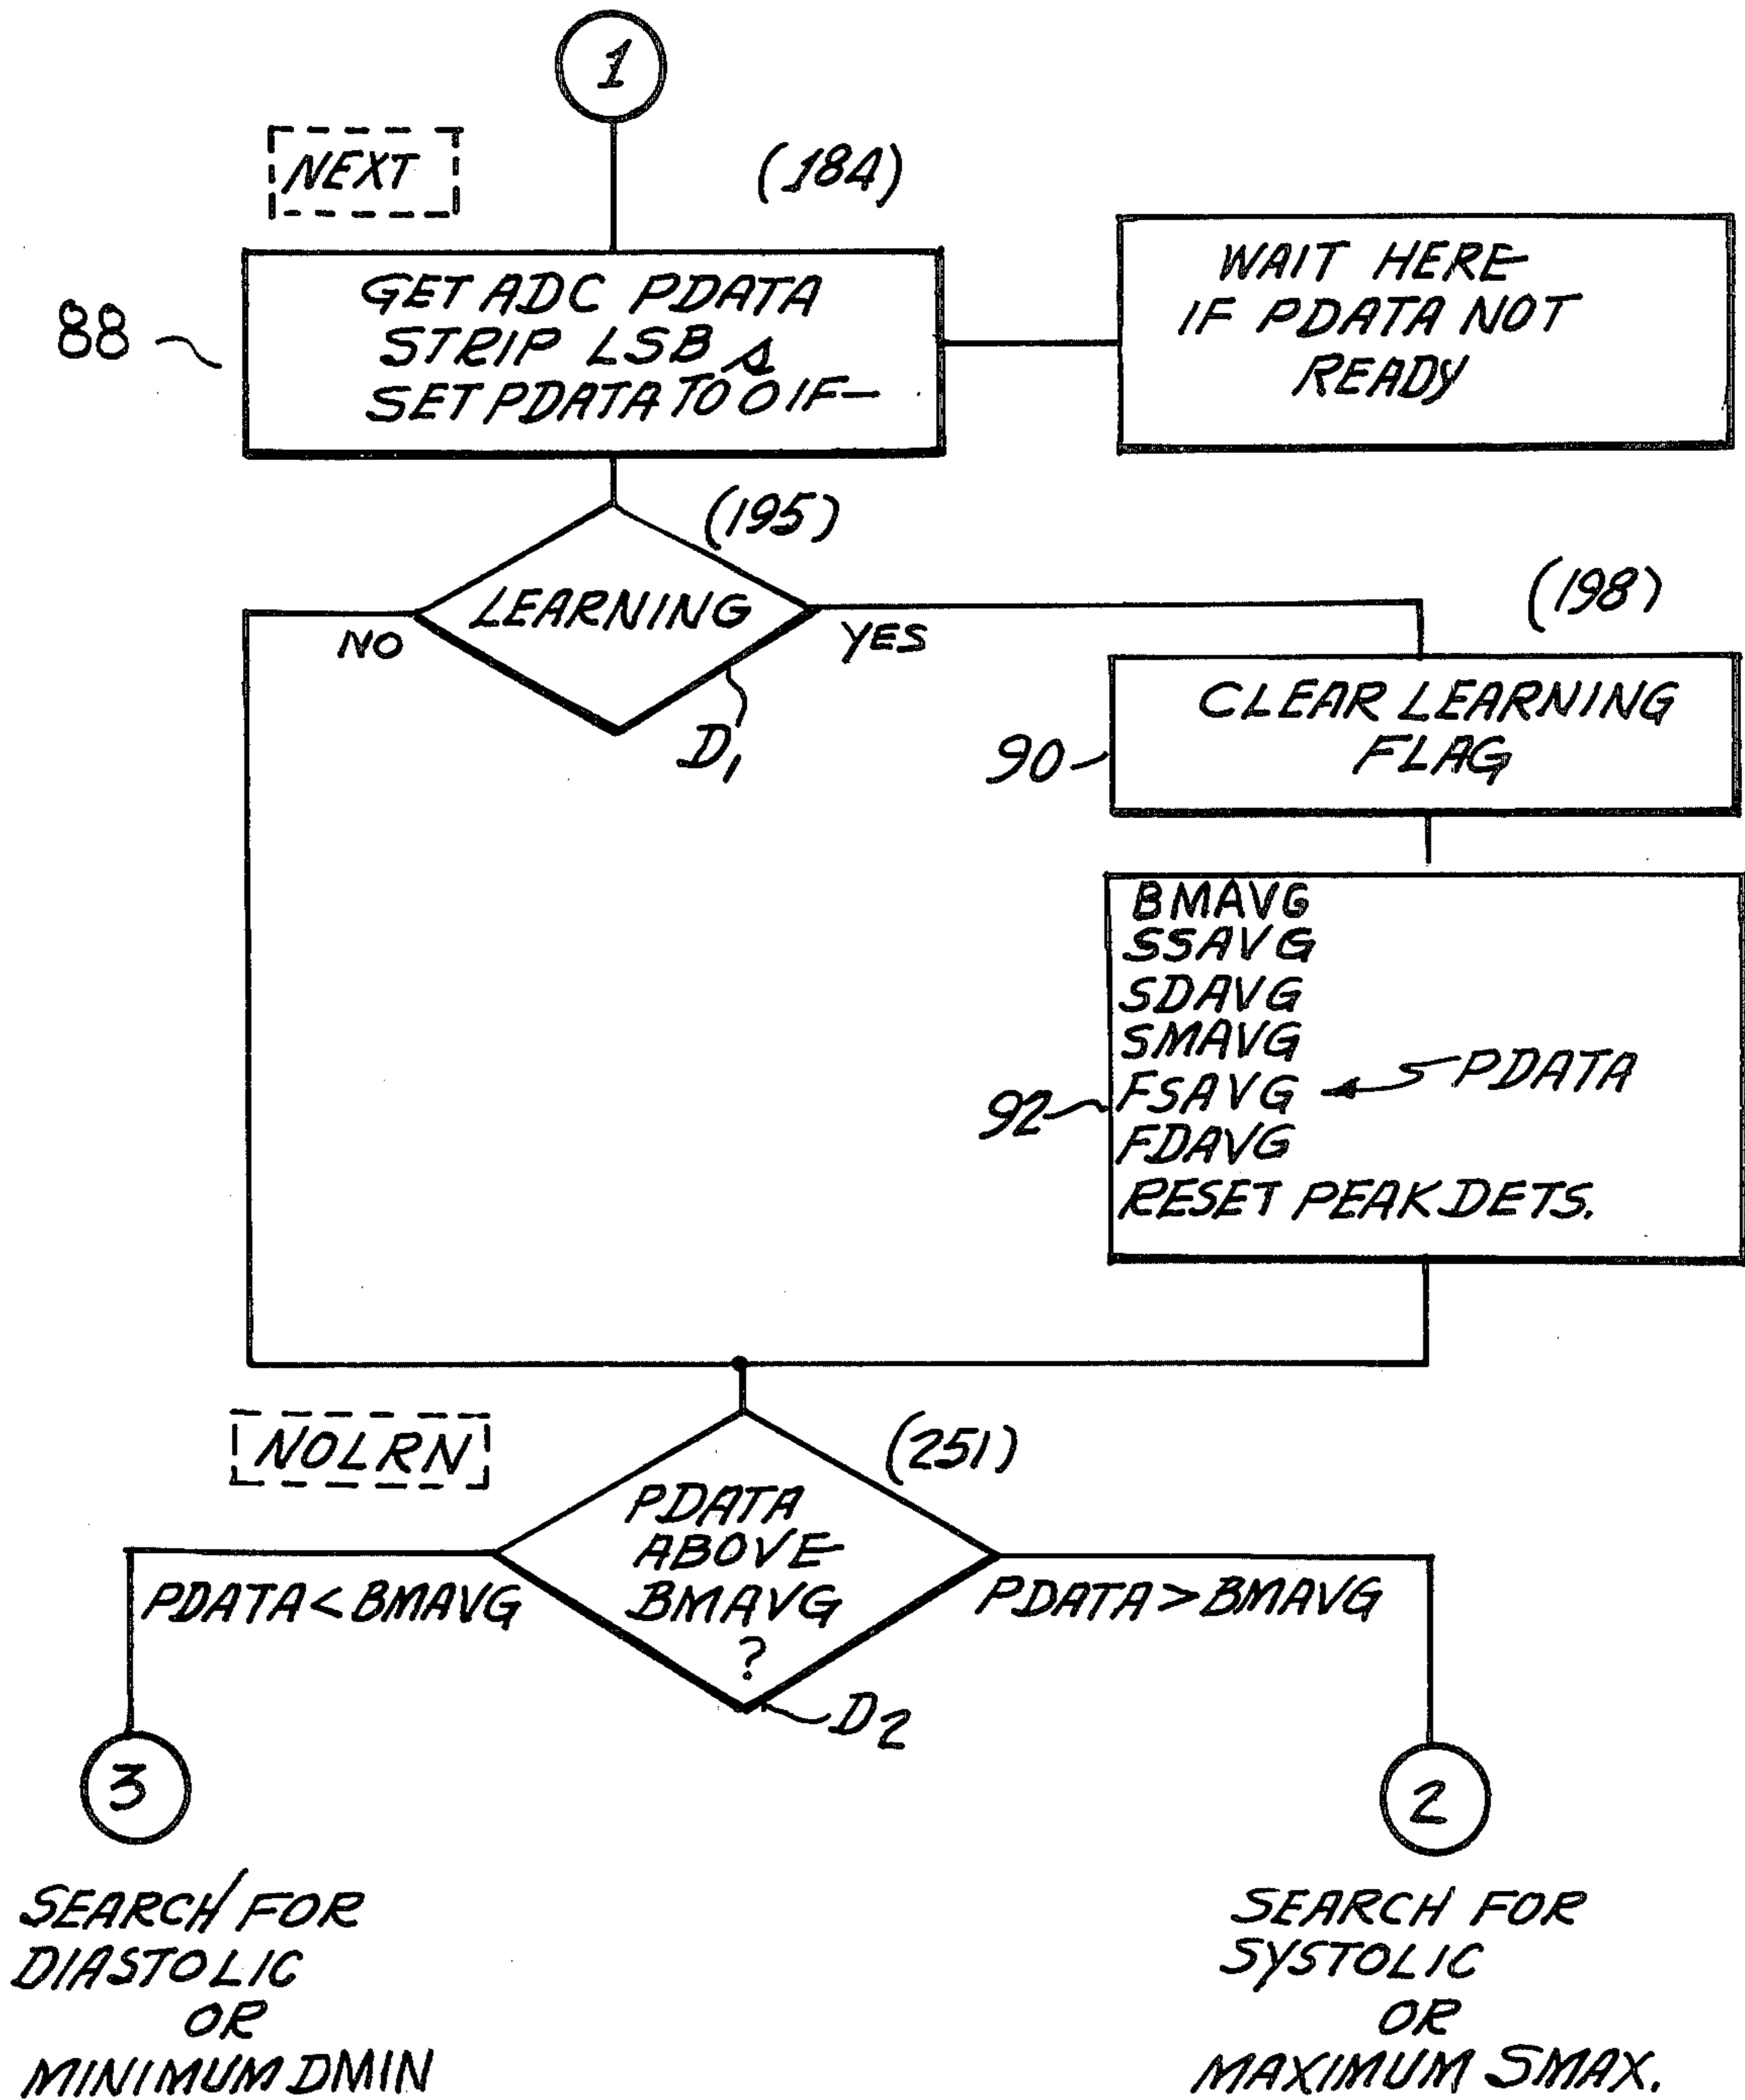 1
NEXT
(184)
GET ADC PDATA
STRIP LSB s
SET PDATA TO 0 IF-
88
WAIT HERE
IF PDATA NOT
READY
(195)
LEARNING
NO
YES
D1
(198)
CLEAR LEARNING
FLAG
90
BMAVG
SSAVG
SDAVG
SMAVG
FSAVG
PDATA
92
FDAVG
RESET PEAK DETS.
NOLRN
(251)
PDATA
ABOVE
BMAVG
?
PDATA < BMAVG
PDATA > BMAVG
D2
3
2
SEARCH FOR
DIASTOLIC
OR
MINIMUM DMIN
SEARCH FOR
SYSTOLIC
OR
MAXIMUM SMAX.